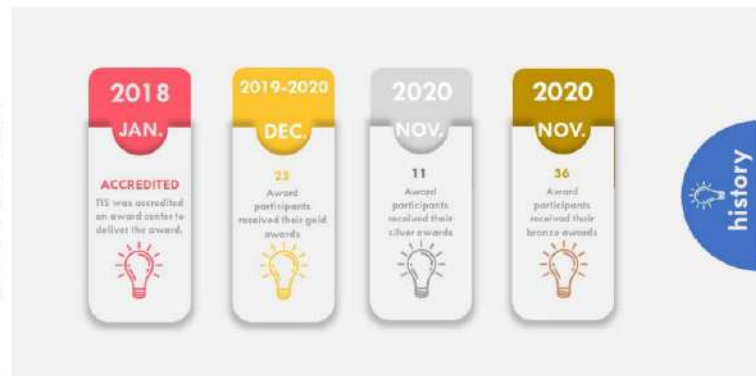 2018
JAN.
ACCREDITED
TIS was accredited
an award center to
deliver the award.
2019-2020
DEC.
25
Award
participants
received their gold
awards
2020
NOV.
11
Award
participants
received their
silver awards
2020
NOV.
36
Award
participants
received their
bronze awards
history